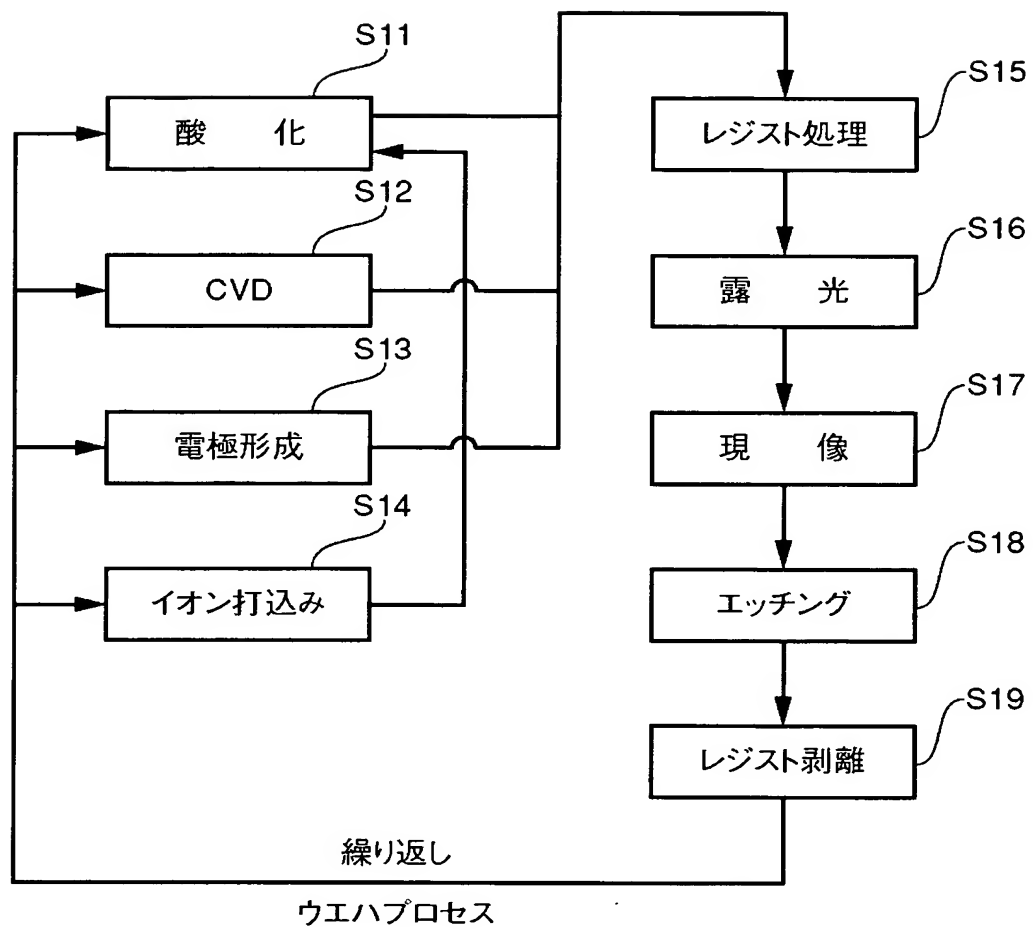 S11
酸化
S12
CVD
S13
電極形成
S14
イオン打込み
S15
レジスト処理
S16
露光
S17
現像
S18
エッチング
S19
レジスト剥離
繰り返し
ウエハプロセス